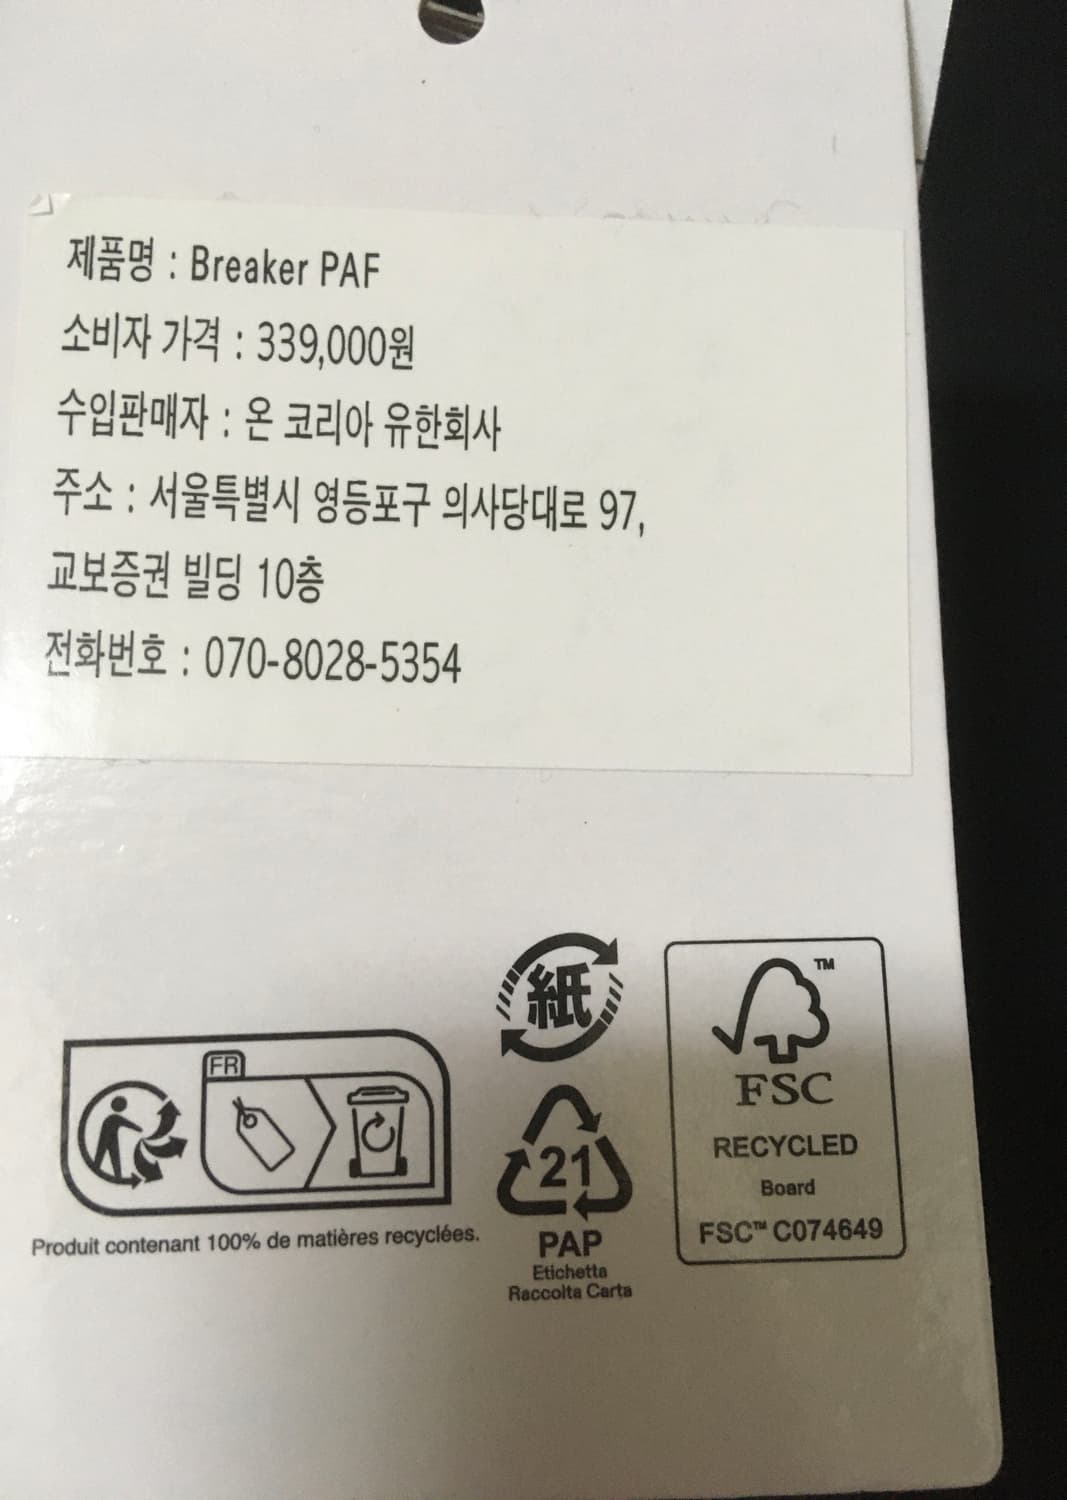 제품명 : Breaker PAF
소비자 가격 : 339,000원
수입판매자 : 온 코리아 유한회사
주소 : 서울특별시 영등포구 의사당대로 97,
교보증권 빌딩 10층
전화번호 : 070-8028-5354
FR
Produit contenant 100% de matières recyclées.
紙
21
PAP
Etichetta
Raccolta Carta
TM
FSC
RECYCLED
Board
FSC™ C074649